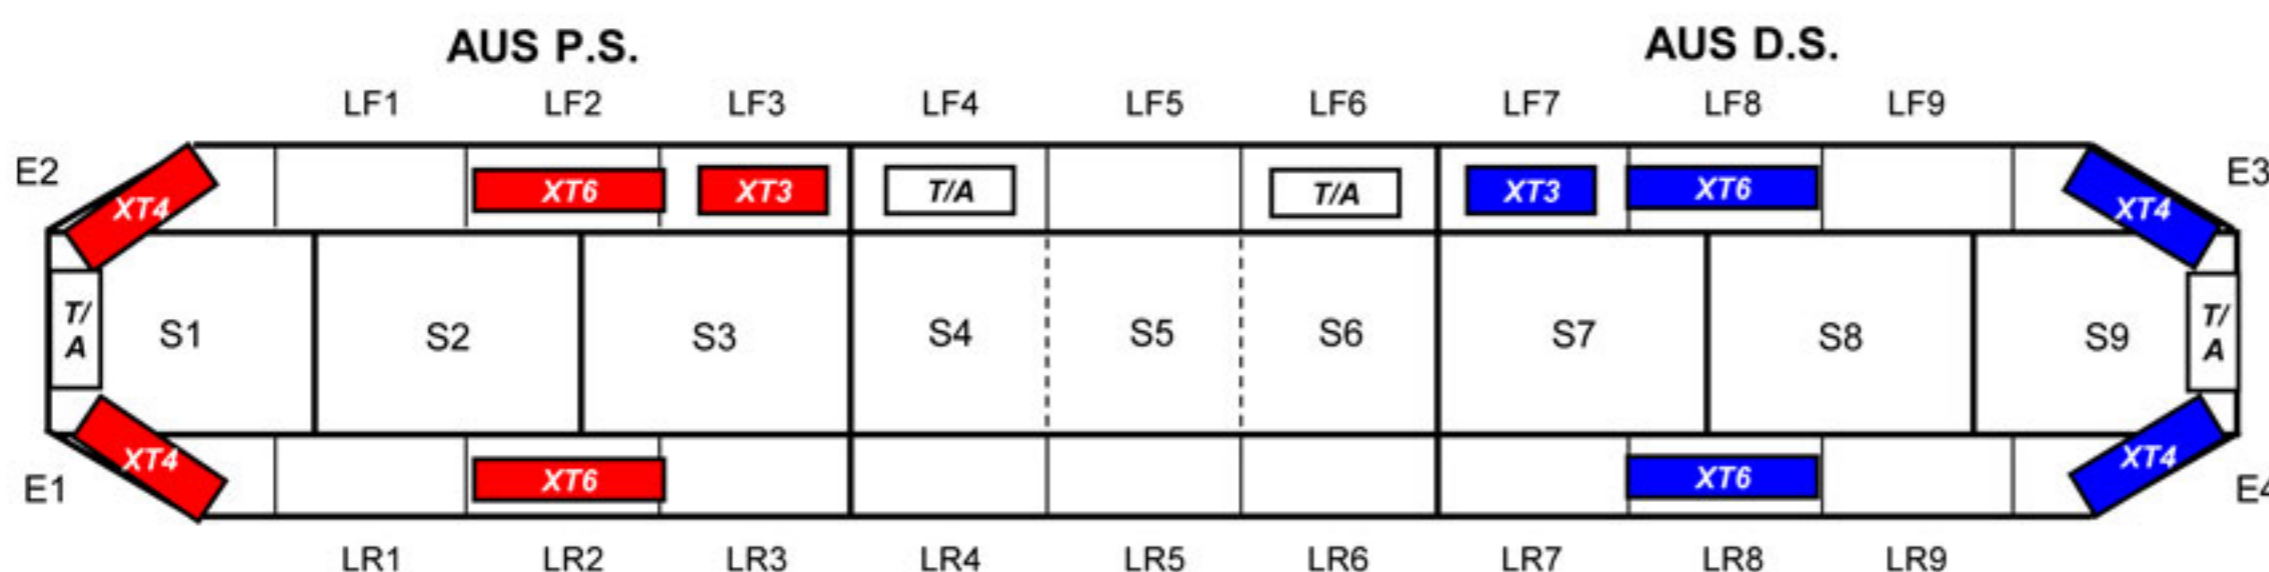 AUS P.S. AUS D.S.
LF1 LF2 LF3 LF4 LF5 LF6 LF7 LF8 LF9
E2 E3
XT4 XT6 XT3 T/A T/A XT3 XT6 XT4
T/
A
S1 S2 S3 S4 S5 S6 S7 S8 S9
T/
A
XT4 XT6 XT6 XT4
E1 E4
LR1 LR2 LR3 LR4 LR5 LR6 LR7 LR8 LR9